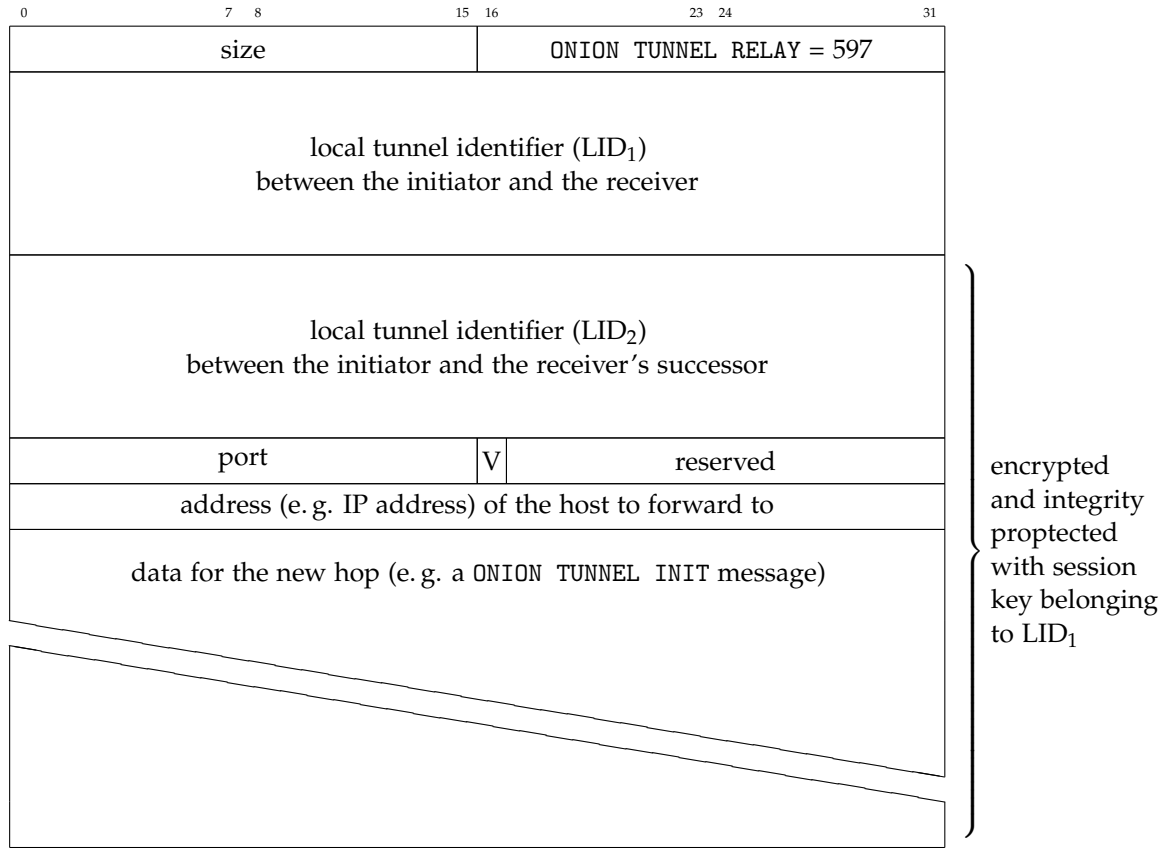 0 7 8 15 16 23 24 31
size ONION TUNNEL RELAY = 597
local tunnel identifier (LID₁)
between the initiator and the receiver
local tunnel identifier (LID₂)
between the initiator and the receiver's successor
port V reserved
address (e. g. IP address) of the host to forward to
data for the new hop (e. g. a ONION TUNNEL INIT message)
encrypted
and integrity
proptected
with session
key belonging
to LID₁